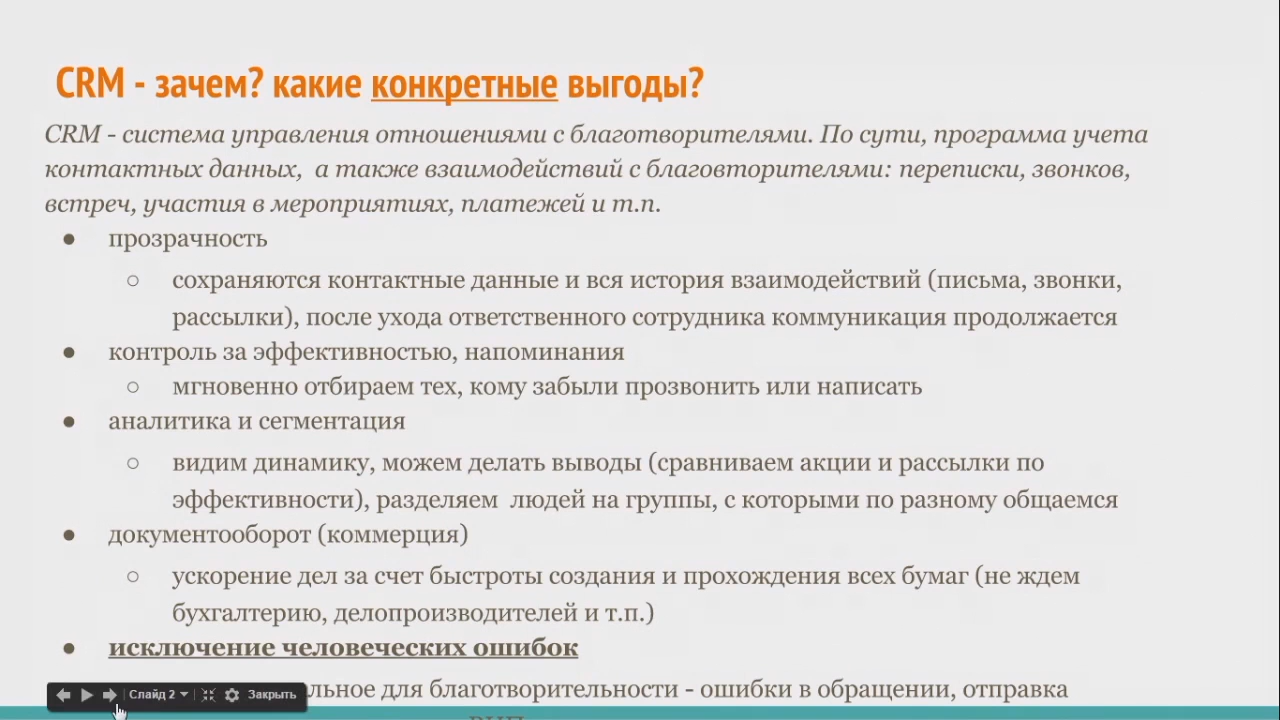 CRM - зачем? какие конкретные выгоды?
CRM - система управления отношениями с благотворителями. По сути, программа учета
контактных данных,  а также взаимодействий с благовторителями: переписки, звонков,
встреч, участия в мероприятиях, платежей и т.п.
● прозрачность
○ сохраняются контактные данные и вся история взаимодействий (письма, звонки,
рассылки), после ухода ответственного сотрудника коммуникация продолжается
● контроль за эффективностью, напоминания
○ мгновенно отбираем тех, кому забыли прозвонить или написать
● аналитика и сегментация
○ видим динамику, можем делать выводы (сравниваем акции и рассылки по
эффективности), разделяем  людей на группы, с которыми по разному общаемся
● документооборот (коммерция)
○ ускорение дел за счет быстроты создания и прохождения всех бумаг (не ждем
бухгалтерию, делопроизводителей и т.п.)
● исключение человеческих ошибок
для благотворительности - ошибки в обращении, отправка
Слайд 2 Закрыть